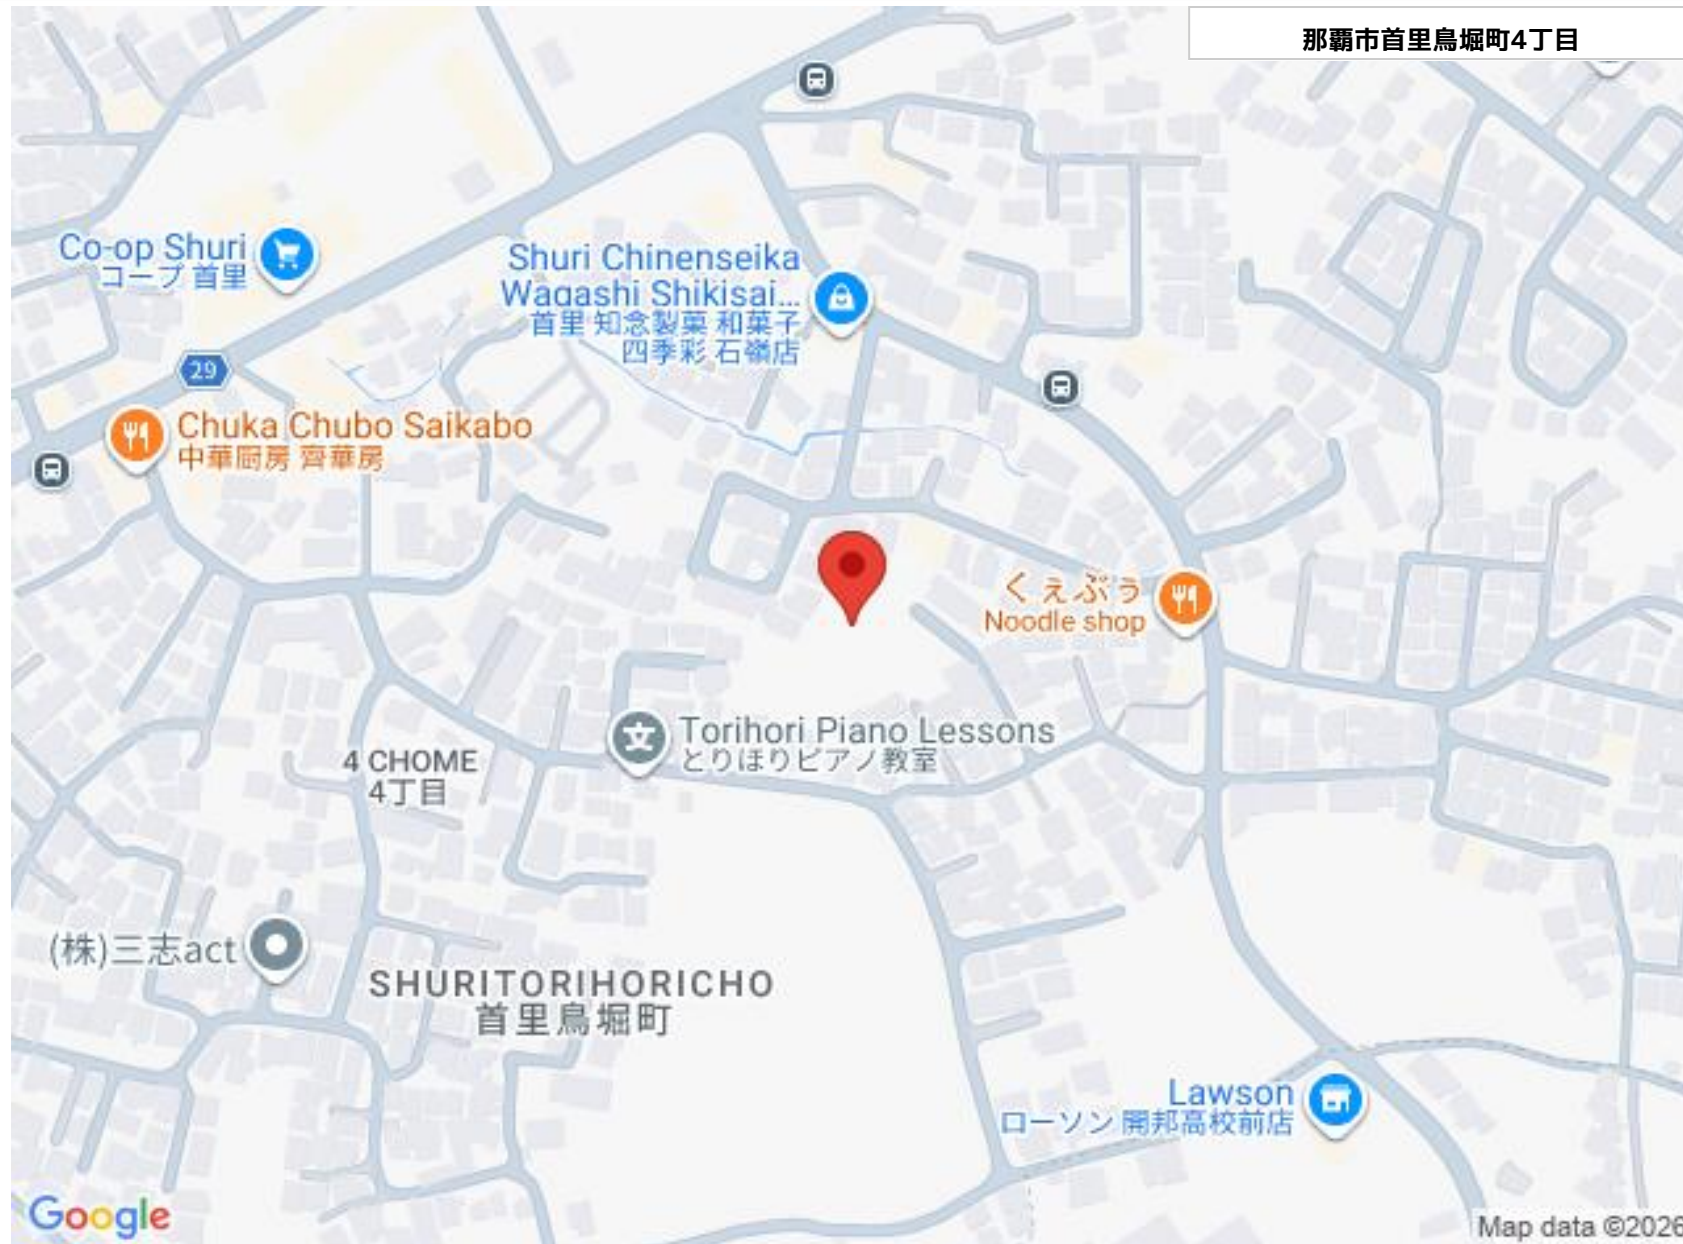 那覇市首里鳥堀町4丁目
Co-op Shuri
コープ 首里
Shuri Chinenseika
Wagashi Shikisai...
首里 知念製菓 和菓子
四季彩 石嶺店
29
Chuka Chubo Saikabo
中華厨房 齊華房
くぇぶぅ
Noodle shop
Torihori Piano Lessons
とりほりピアノ教室
4 CHOME
4丁目
(株)三志act
SHURITORIHORICHO
首里鳥堀町
Lawson
ローソン 開邦高校前店
Google
Map data ©2026